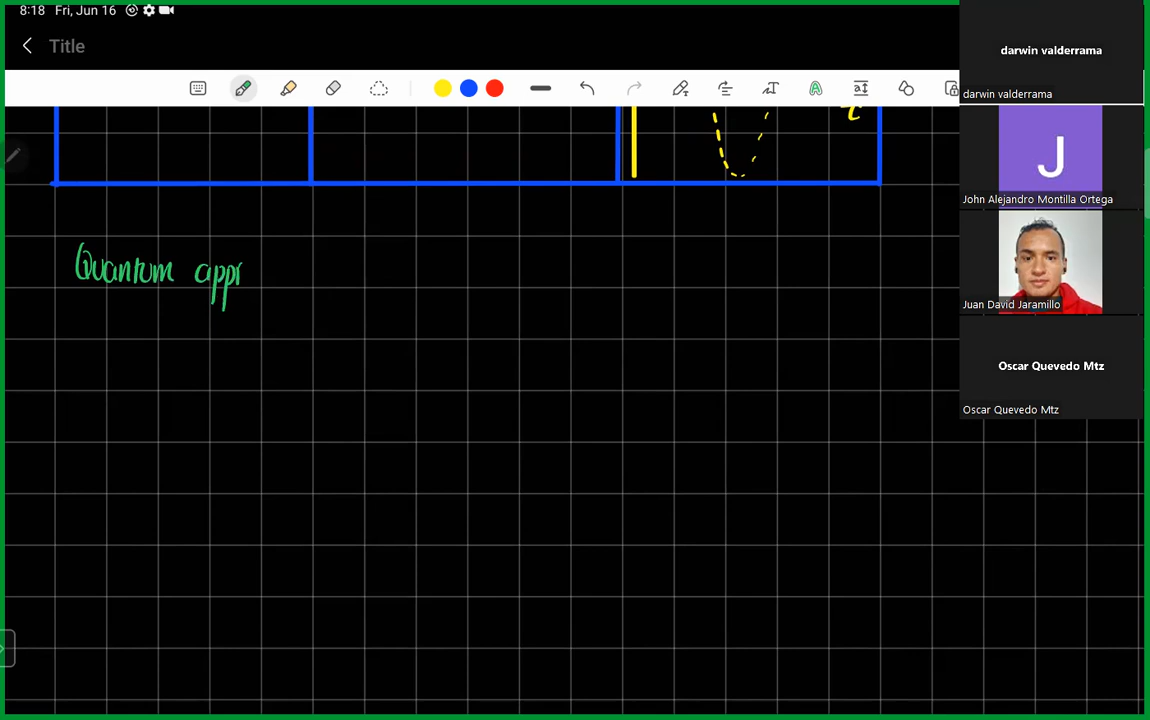 8:18 Fri, Jun 16
Title
t
Quantum appr
darwin valderrama
darwin valderrama
J
John Alejandro Montilla Ortega
Juan David Jaramillo
Oscar Quevedo Mtz
Oscar Quevedo Mtz